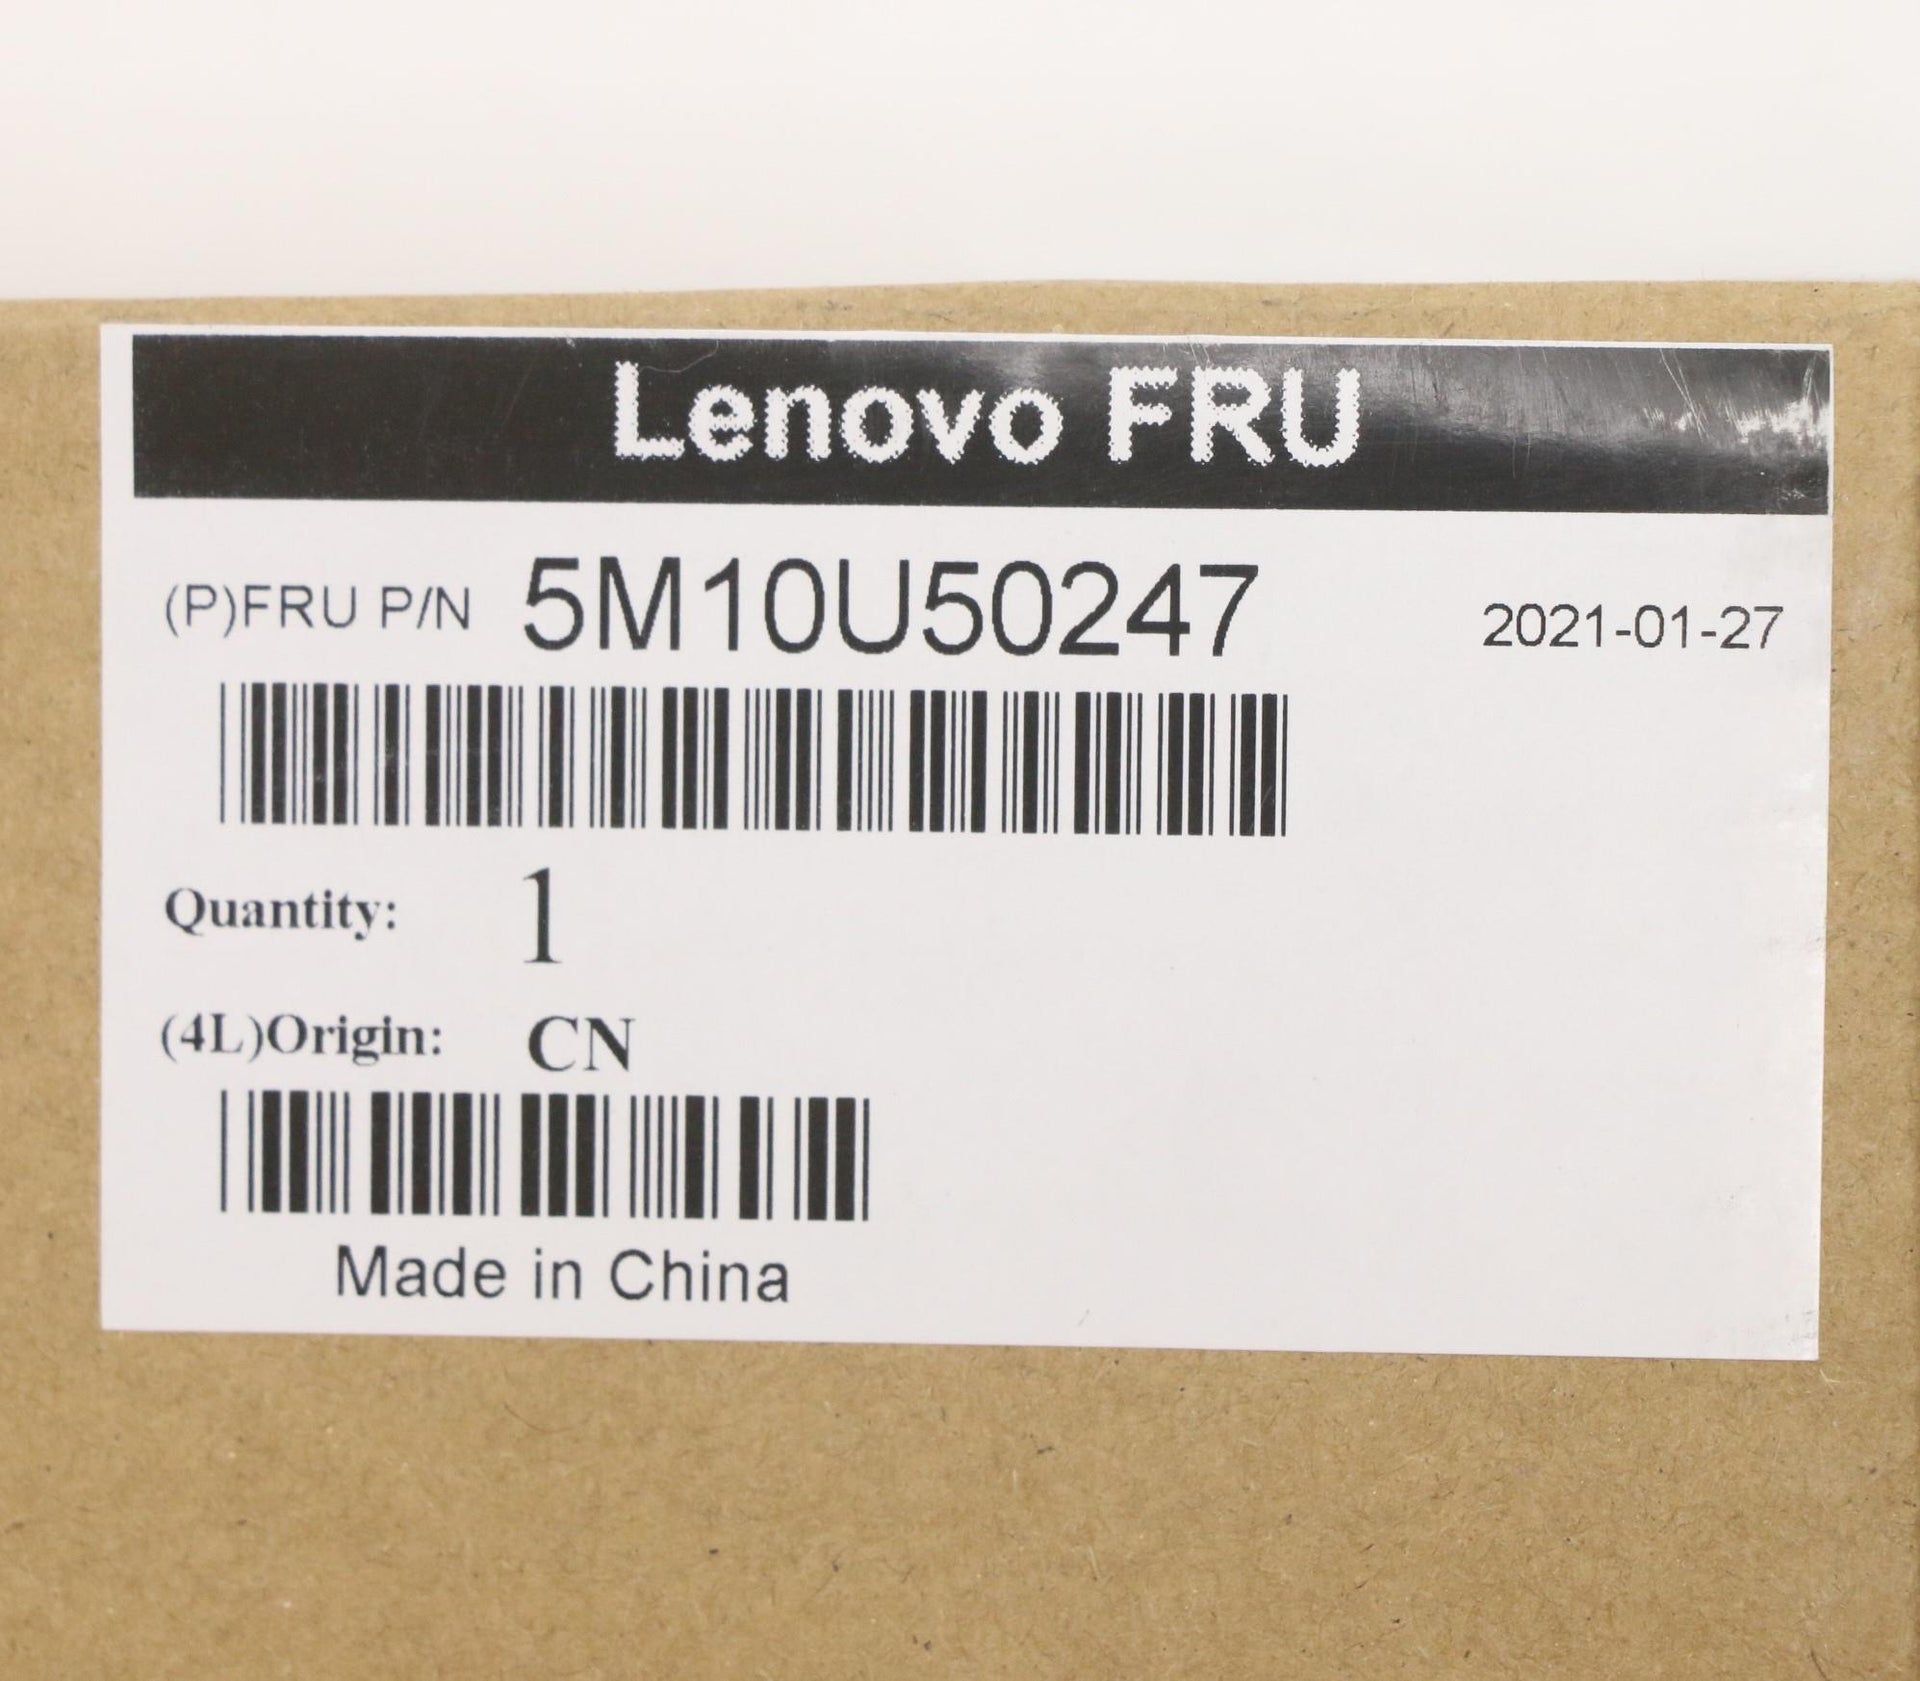 Lenovo FRU
(P)FRU P/N 5M10U50247 2021-01-27
Quantity: 1
(4L)Origin: CN
Made in China